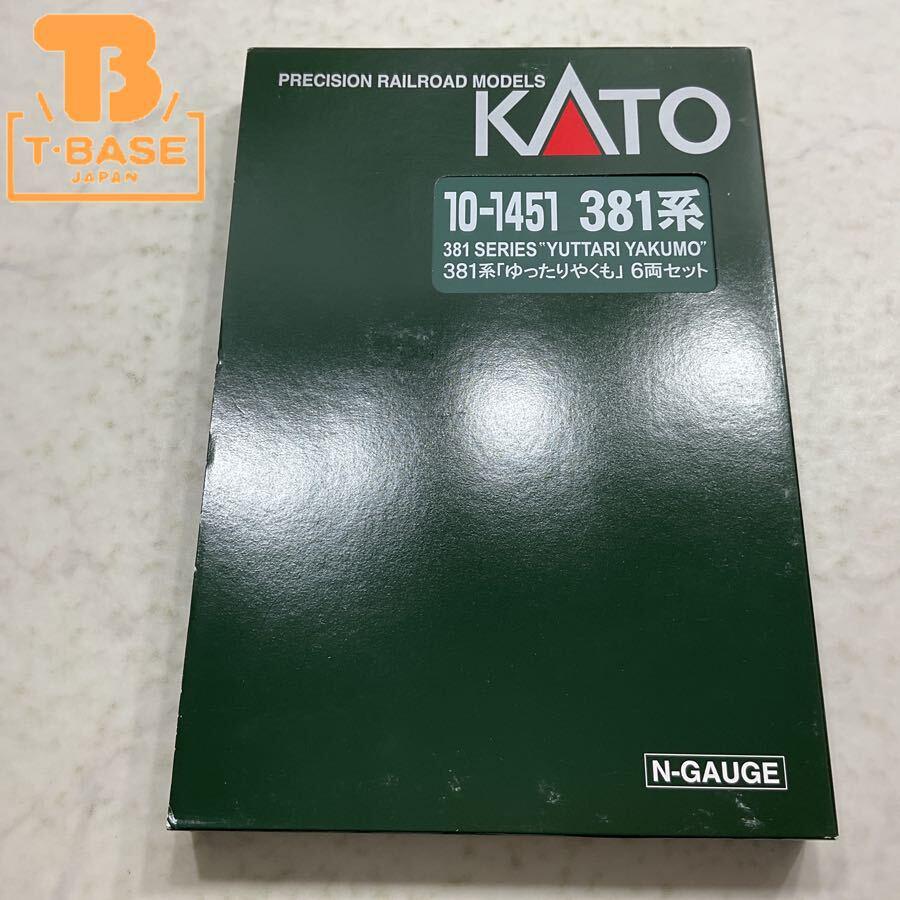 TB
T·BASE
JAPAN
PRECISION RAILROAD MODELS
KATO
10-1451 381系
381 SERIES "YUTTARI YAKUMO"
381系「ゆったりやくも」 6両セット
N-GAUGE